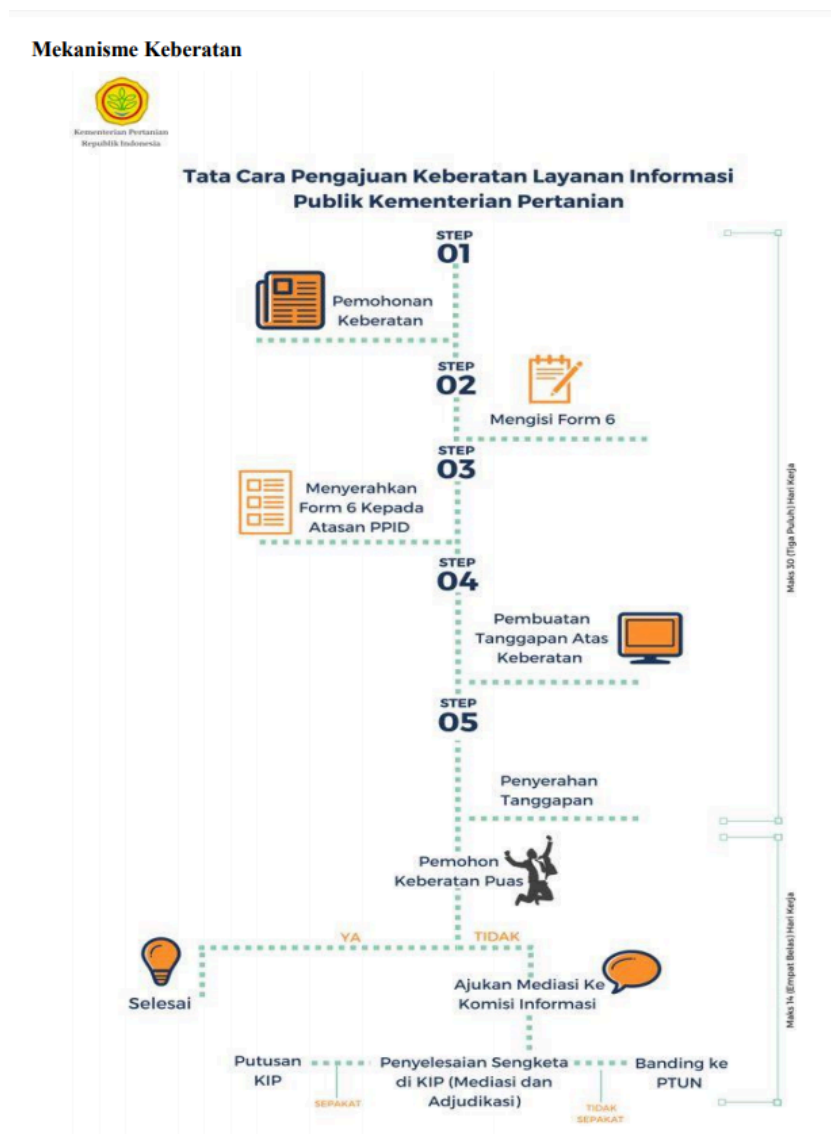 Mekanisme Keberatan
Kementerian Pertanian
Republik Indonesia
Tata Cara Pengajuan Keberatan Layanan Informasi
Publik Kementerian Pertanian
STEP
01
Pemohonan
Keberatan
STEP
02
Mengisi Form 6
STEP
03
Menyerahkan
Form 6 Kepada
Atasan PPID
STEP
04
Pembuatan
Tanggapan Atas
Keberatan
STEP
05
Penyerahan
Tanggapan
Maks 30 (Tiga Puluh) Hari Kerja
Pemohon
Keberatan Puas
YA
TIDAK
Selesai
Ajukan Mediasi Ke
Komisi Informasi
Putusan
KIP
SEPAKAT
Penyelesaian Sengketa
di KIP (Mediasi dan
Adjudikasi)
TIDAK
SEPAKAT
Banding ke
PTUN
Maks 14 (Empat Belas) Hari Kerja